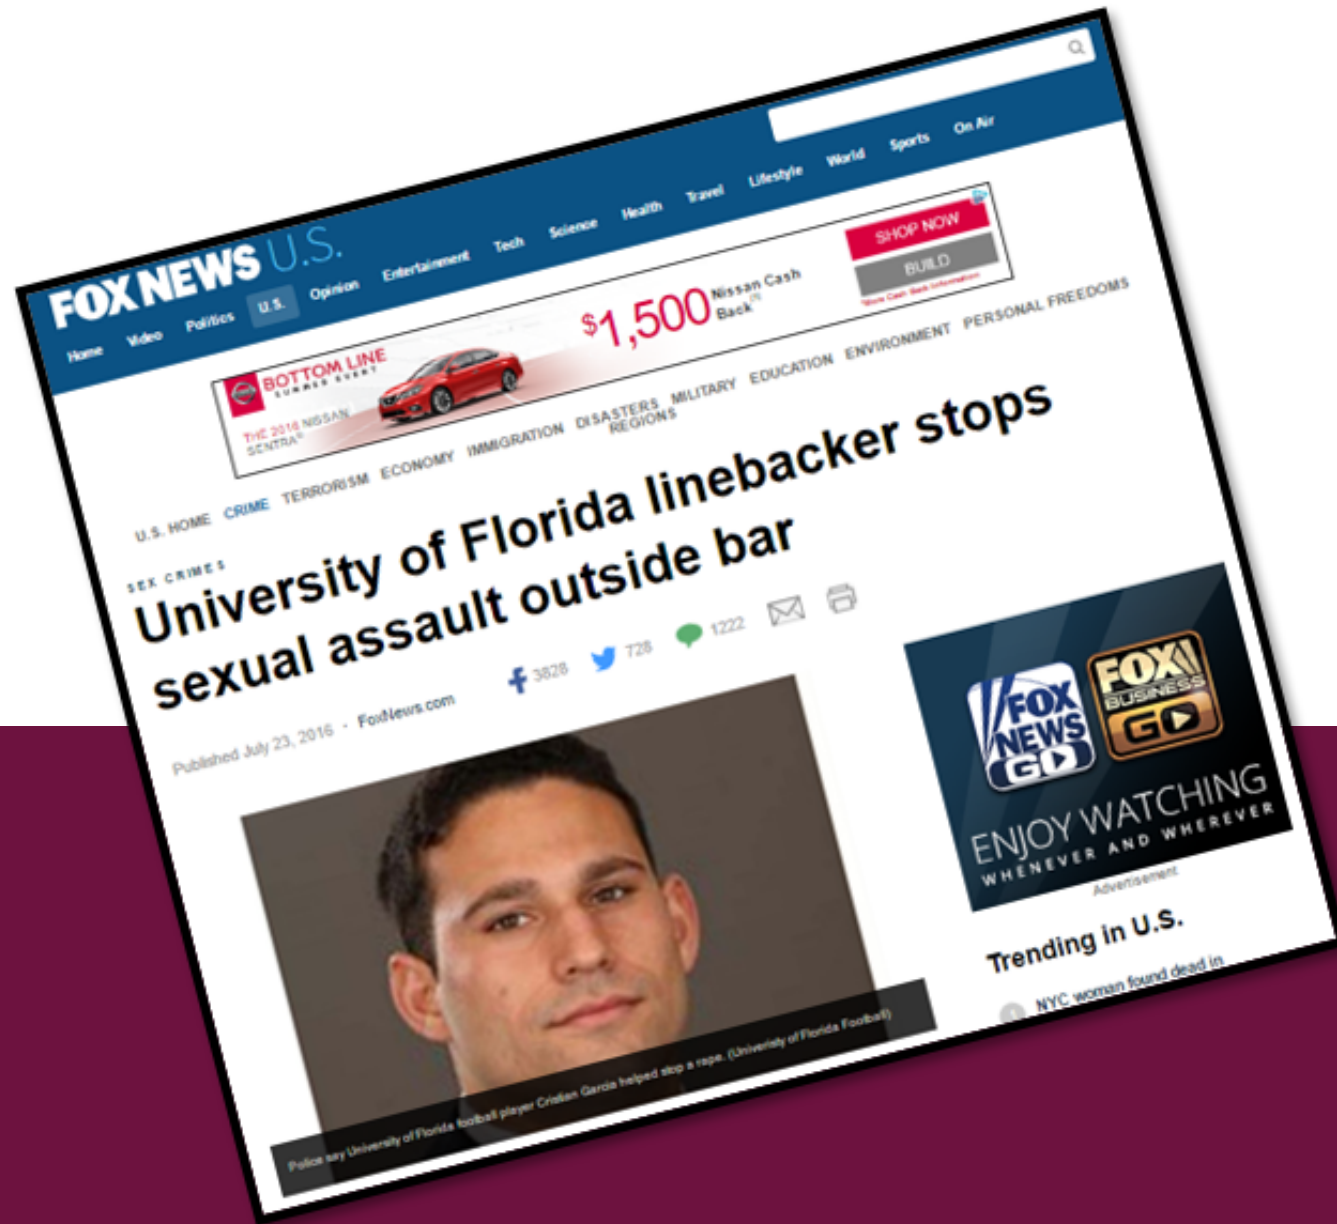 FOX NEWS U.S.
Home Video Politics U.S. Opinion Entertainment Tech Science Health Travel Lifestyle World Sports On Air
BOTTOM LINE
SUMMER EVENT
THE 2016 NISSAN
SENTRA®
$1,500 Nissan Cash
Back
SHOP NOW
BUILD
U.S. HOME CRIME TERRORISM ECONOMY IMMIGRATION DISASTERS MILITARY EDUCATION ENVIRONMENT PERSONAL FREEDOMS
REGIONS
SEX CRIMES
University of Florida linebacker stops
sexual assault outside bar
Published July 23, 2016 · FoxNews.com
3828 728 1222
Police say University of Florida football player Cristian Garcia helped stop a rape. (Univeristy of Florida Football)
FOX
NEWS
GO
FOX
BUSINESS
GO
ENJOY WATCHING
WHENEVER AND WHEREVER
Advertisement
Trending in U.S.
NYC woman found dead in